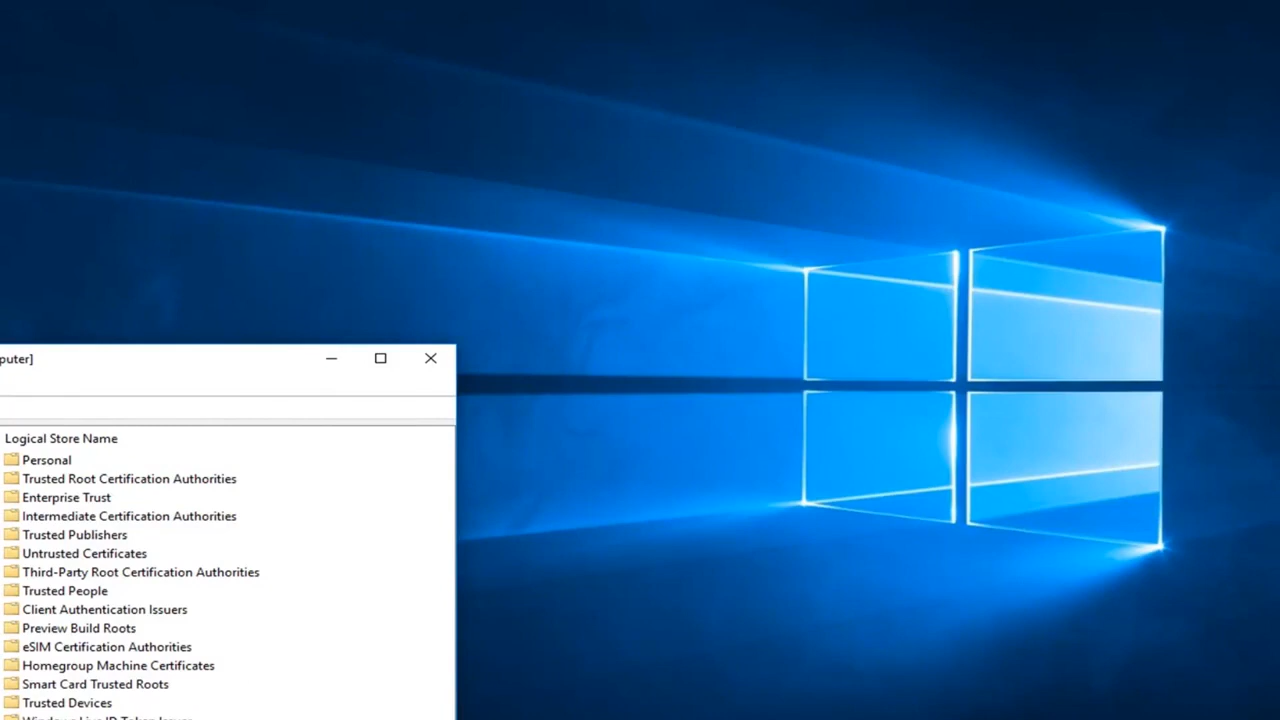 puter]
Logical Store Name
Personal
Trusted Root Certification Authorities
Enterprise Trust
Intermediate Certification Authorities
Trusted Publishers
Untrusted Certificates
Third-Party Root Certification Authorities
Trusted People
Client Authentication Issuers
Preview Build Roots
eSIM Certification Authorities
Homegroup Machine Certificates
Smart Card Trusted Roots
Trusted Devices